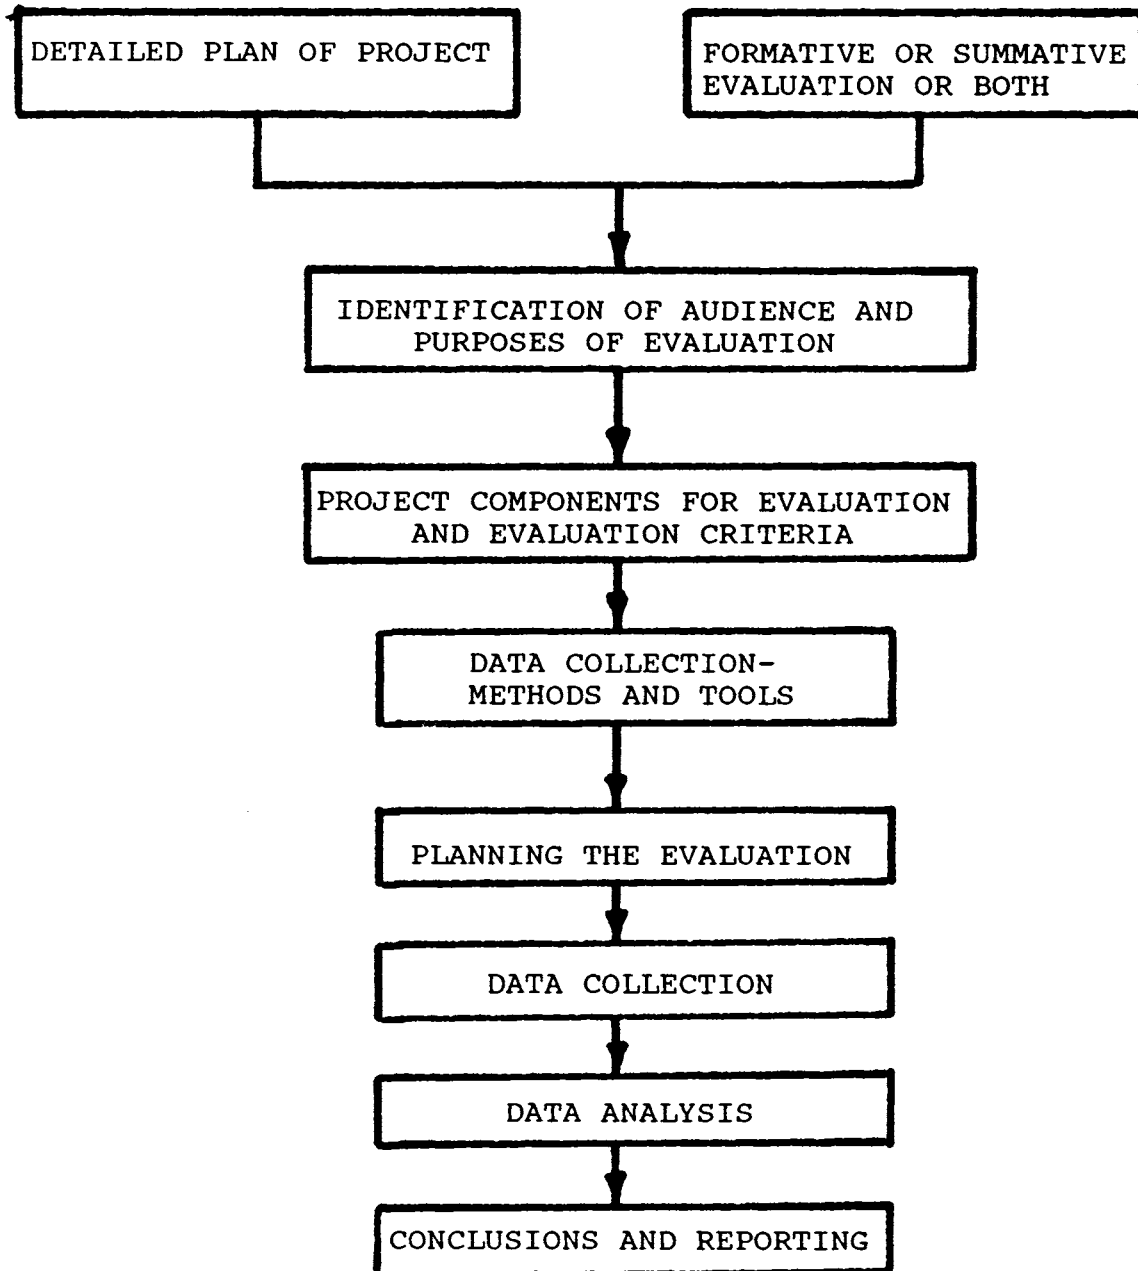 DETAILED PLAN OF PROJECT
FORMATIVE OR SUMMATIVE
EVALUATION OR BOTH
IDENTIFICATION OF AUDIENCE AND
PURPOSES OF EVALUATION
PROJECT COMPONENTS FOR EVALUATION
AND EVALUATION CRITERIA
DATA COLLECTION-
METHODS AND TOOLS
PLANNING THE EVALUATION
DATA COLLECTION
DATA ANALYSIS
CONCLUSIONS AND REPORTING